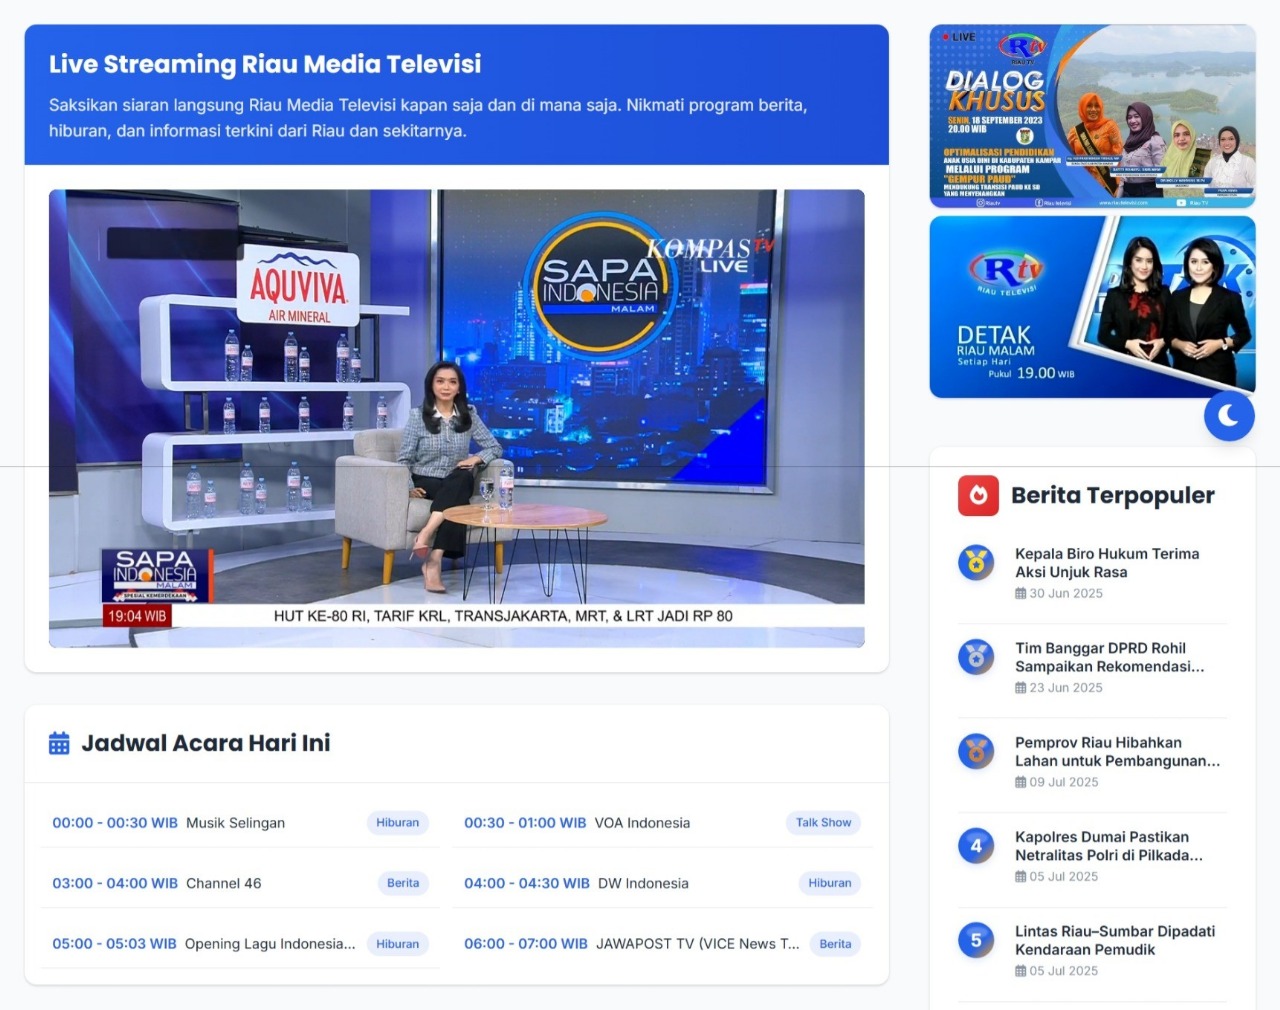 Live Streaming Riau Media Televisi
Saksikan siaran langsung Riau Media Televisi kapan saja dan di mana saja. Nikmati program berita,
hiburan, dan informasi terkini dari Riau dan sekitarnya.
AQUVIVA
AIR MINERAL
SAPA
INDONESIA
MALAM
KOMPASTV
LIVE
SAPA
INDONESIA
MALAM
SPESIAL KEMERDEKAAN
19:04 WIB
HUT KE-80 RI, TARIF KRL, TRANSJAKARTA, MRT, & LRT JADI RP 80
Jadwal Acara Hari Ini
00:00 - 00:30 WIB Musik Selingan Hiburan
00:30 - 01:00 WIB VOA Indonesia Talk Show
03:00 - 04:00 WIB Channel 46 Berita
04:00 - 04:30 WIB DW Indonesia Hiburan
05:00 - 05:03 WIB Opening Lagu Indonesia... Hiburan
06:00 - 07:00 WIB JAWAPOST TV (VICE News T... Berita
LIVE
Rtv
RIAU TV
DIALOG
KHUSUS
SENIN, 18 SEPTEMBER 2023
20.00 WIB
OPTIMALISASI PENDIDIKAN
ANAK USIA DINI DI KABUPATEN KAMPAR
MELALUI PROGRAM
"GEMPUR PAUD"
MENDUKUNG TRANSISI PAUD KE SD
YANG MENYENANGKAN
Riautv
Riau televisi
www.riautelevisi.com
Riau TV
Rtv
RIAU TELEVISI
DETAK
RIAU MALAM
Setiap Hari
Pukul 19.00 WIB
Berita Terpopuler
Kepala Biro Hukum Terima
Aksi Unjuk Rasa
30 Jun 2025
Tim Banggar DPRD Rohil
Sampaikan Rekomendasi...
23 Jun 2025
Pemprov Riau Hibahkan
Lahan untuk Pembangunan...
09 Jul 2025
4
Kapolres Dumai Pastikan
Netralitas Polri di Pilkada...
05 Jul 2025
5
Lintas Riau–Sumbar Dipadati
Kendaraan Pemudik
05 Jul 2025